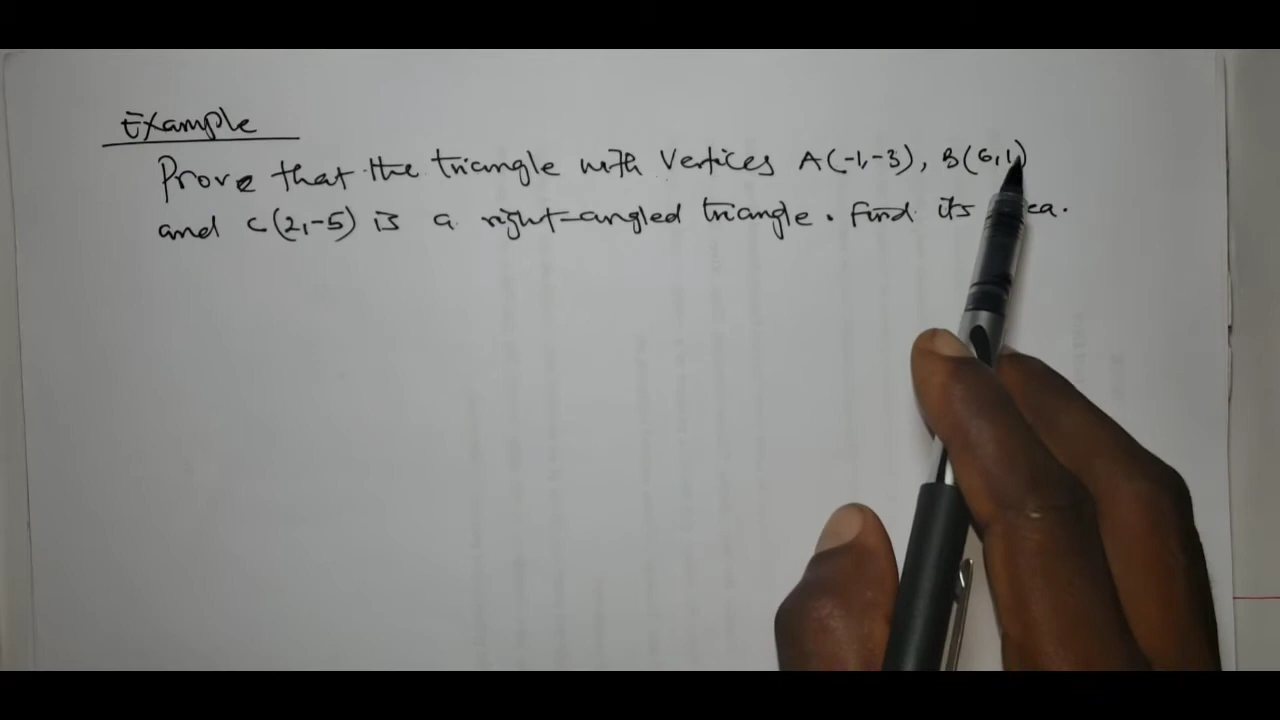 Example
Prove that the triangle with vertices A(-1,-3), B(6,1)
and C(2,-5) is a right-angled triangle. Find its